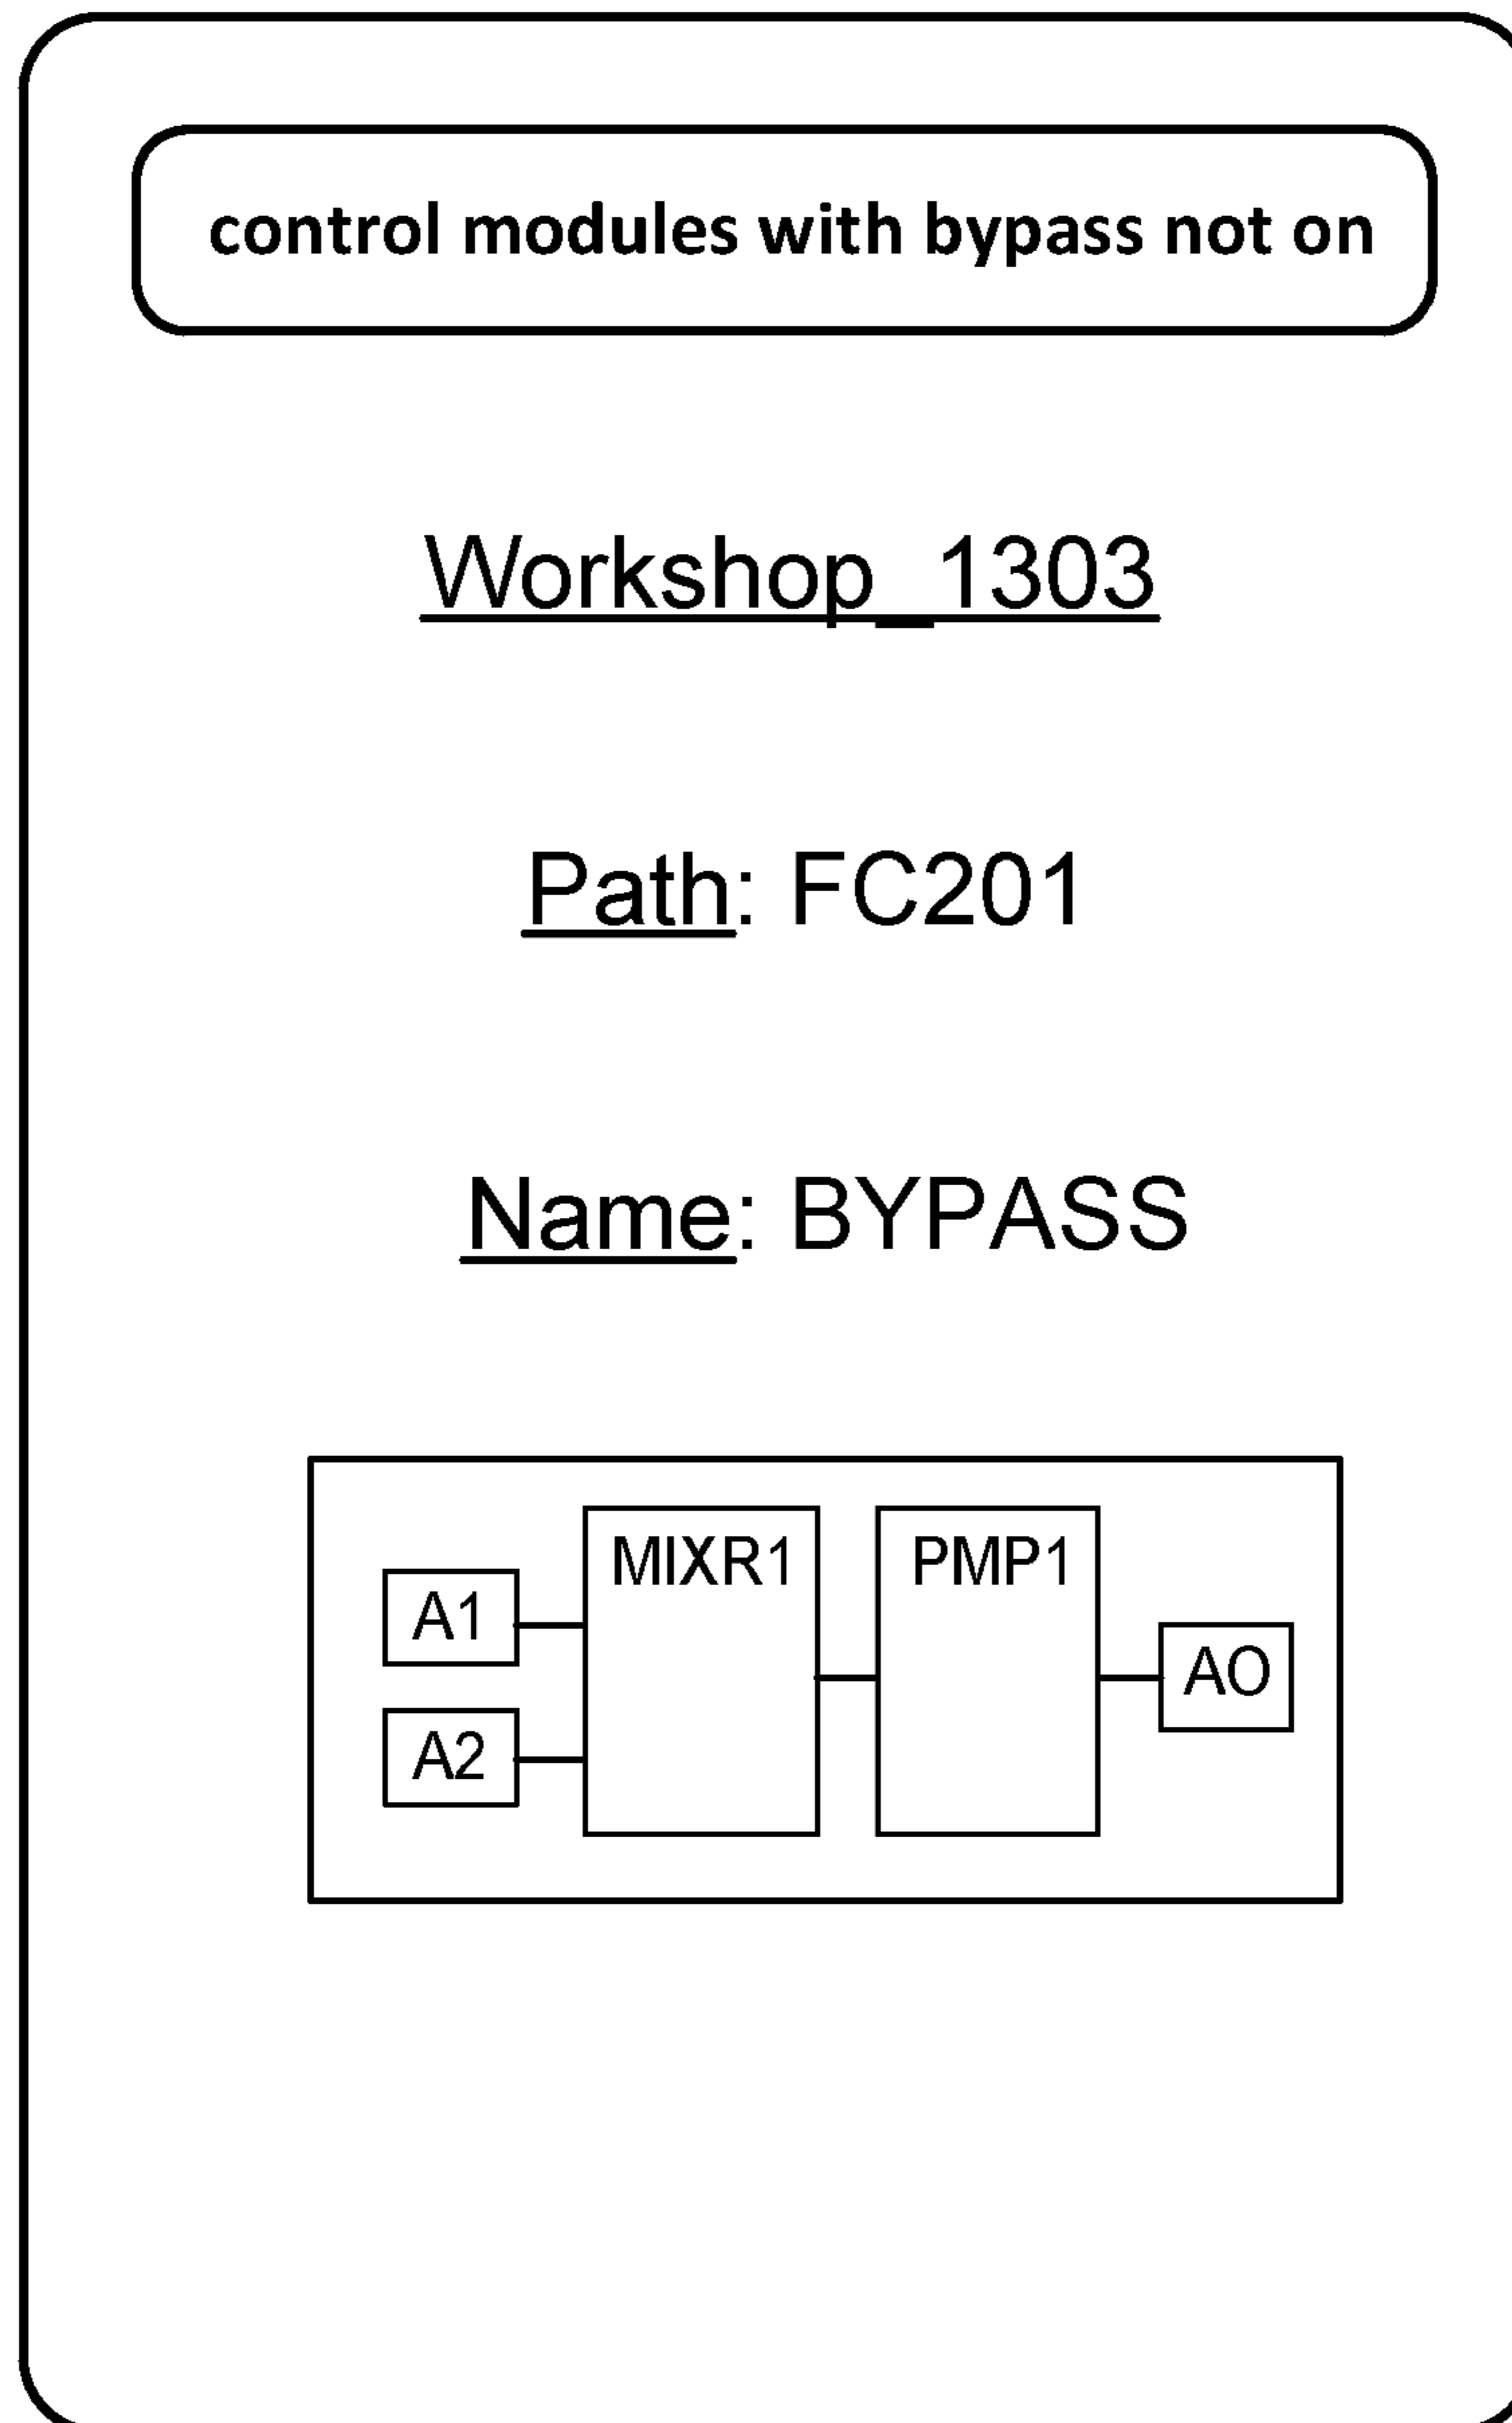 control modules with bypass not on
Workshop_1303
Path: FC201
Name: BYPASS
MIXR1
PMP1
A1
AO
A2